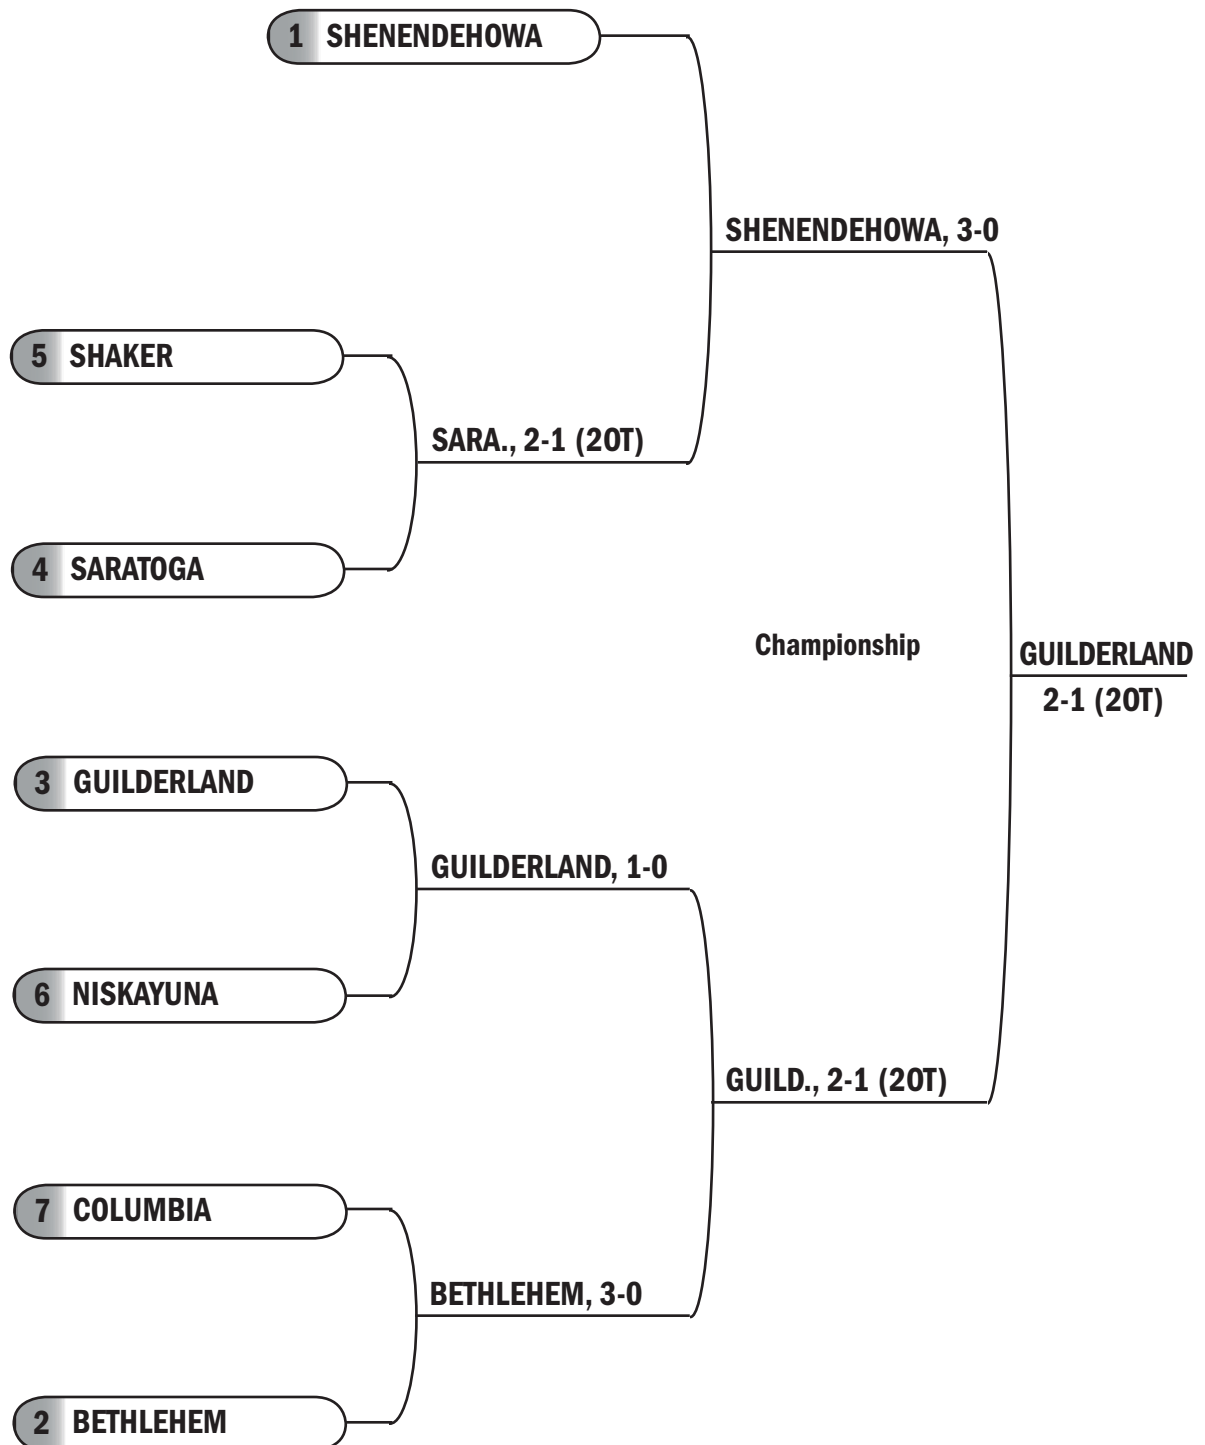 1 SHENENDEHOWA
SHENENDEHOWA, 3-0
5 SHAKER
SARA., 2-1 (2OT)
4 SARATOGA
Championship
GUILDERLAND
2-1 (2OT)
3 GUILDERLAND
GUILDERLAND, 1-0
6 NISKAYUNA
GUILD., 2-1 (2OT)
7 COLUMBIA
BETHLEHEM, 3-0
2 BETHLEHEM